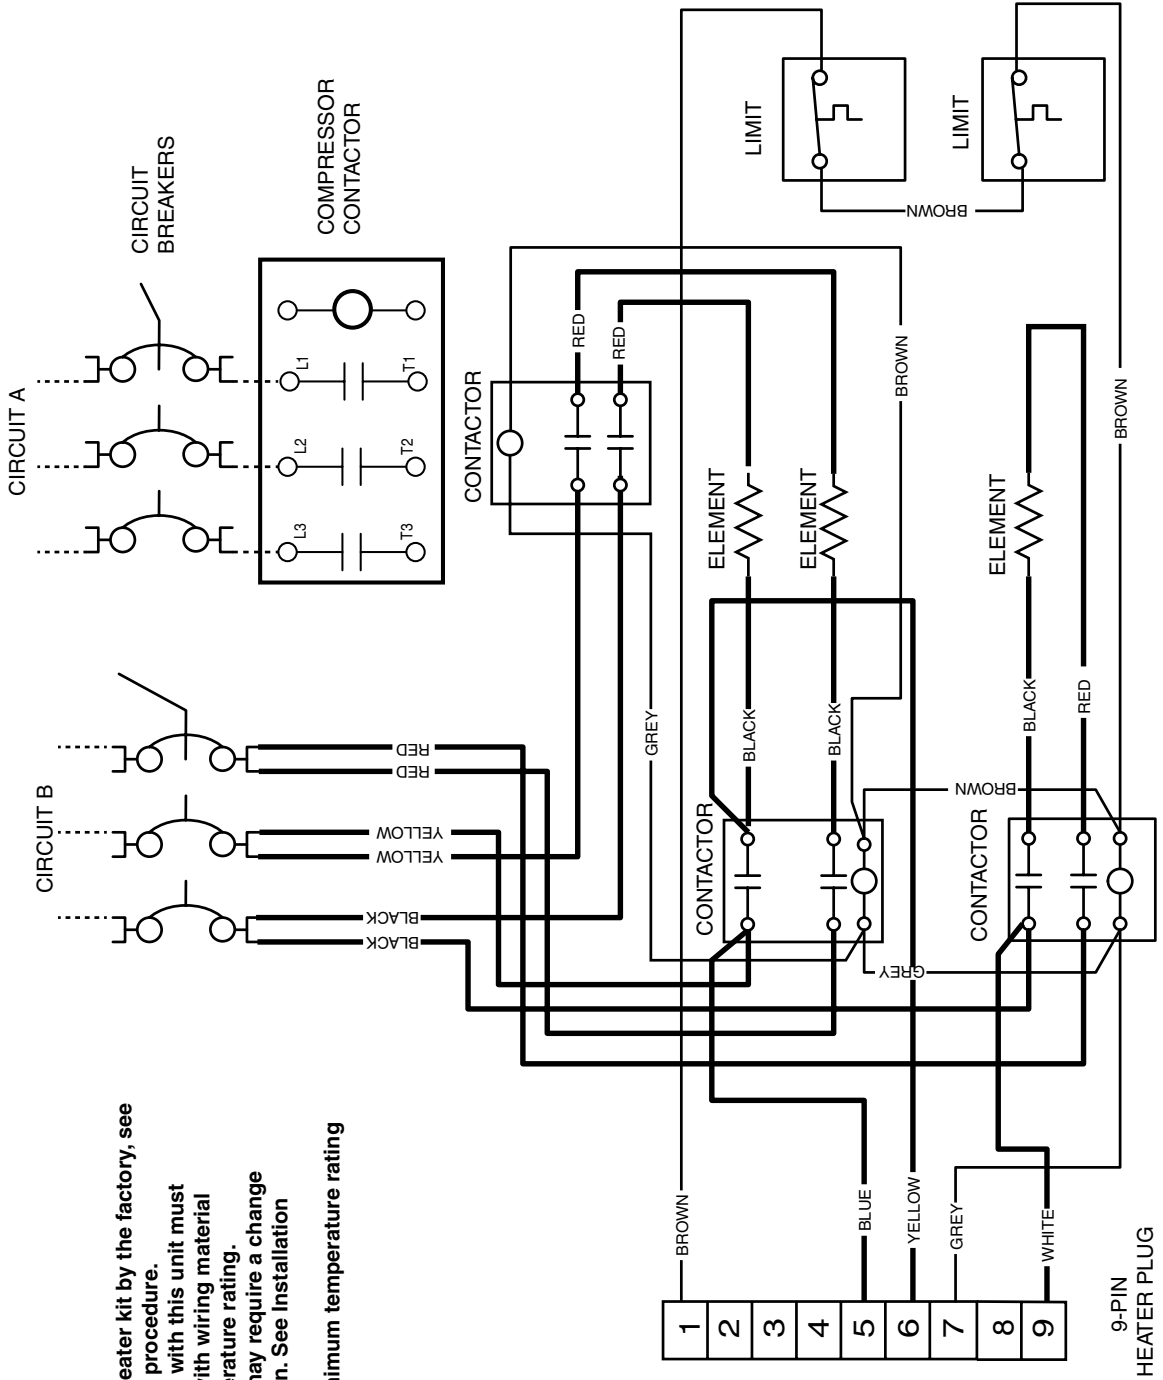 CIRCUIT A
CIRCUIT
BREAKERS
COMPRESSOR
CONTACTOR
L1
T1
L2
T2
L3
T3
CIRCUIT B
RED
RED
YELLOW
YELLOW
BLACK
BLACK
CONTACTOR
RED
RED
LIMIT
LIMIT
BROWN
BROWN
BROWN
ELEMENT
ELEMENT
ELEMENT
GREY
BLACK
BLACK
BLACK
RED
CONTACTOR
CONTACTOR
BROWN
GREY
eater kit by the factory, see
procedure.
with this unit must
with wiring material
erature rating.
may require a change
n. See Installation
nimum temperature rating
BROWN
BLUE
YELLOW
GREY
WHITE
1
2
3
4
5
6
7
8
9
9-PIN
HEATER PLUG